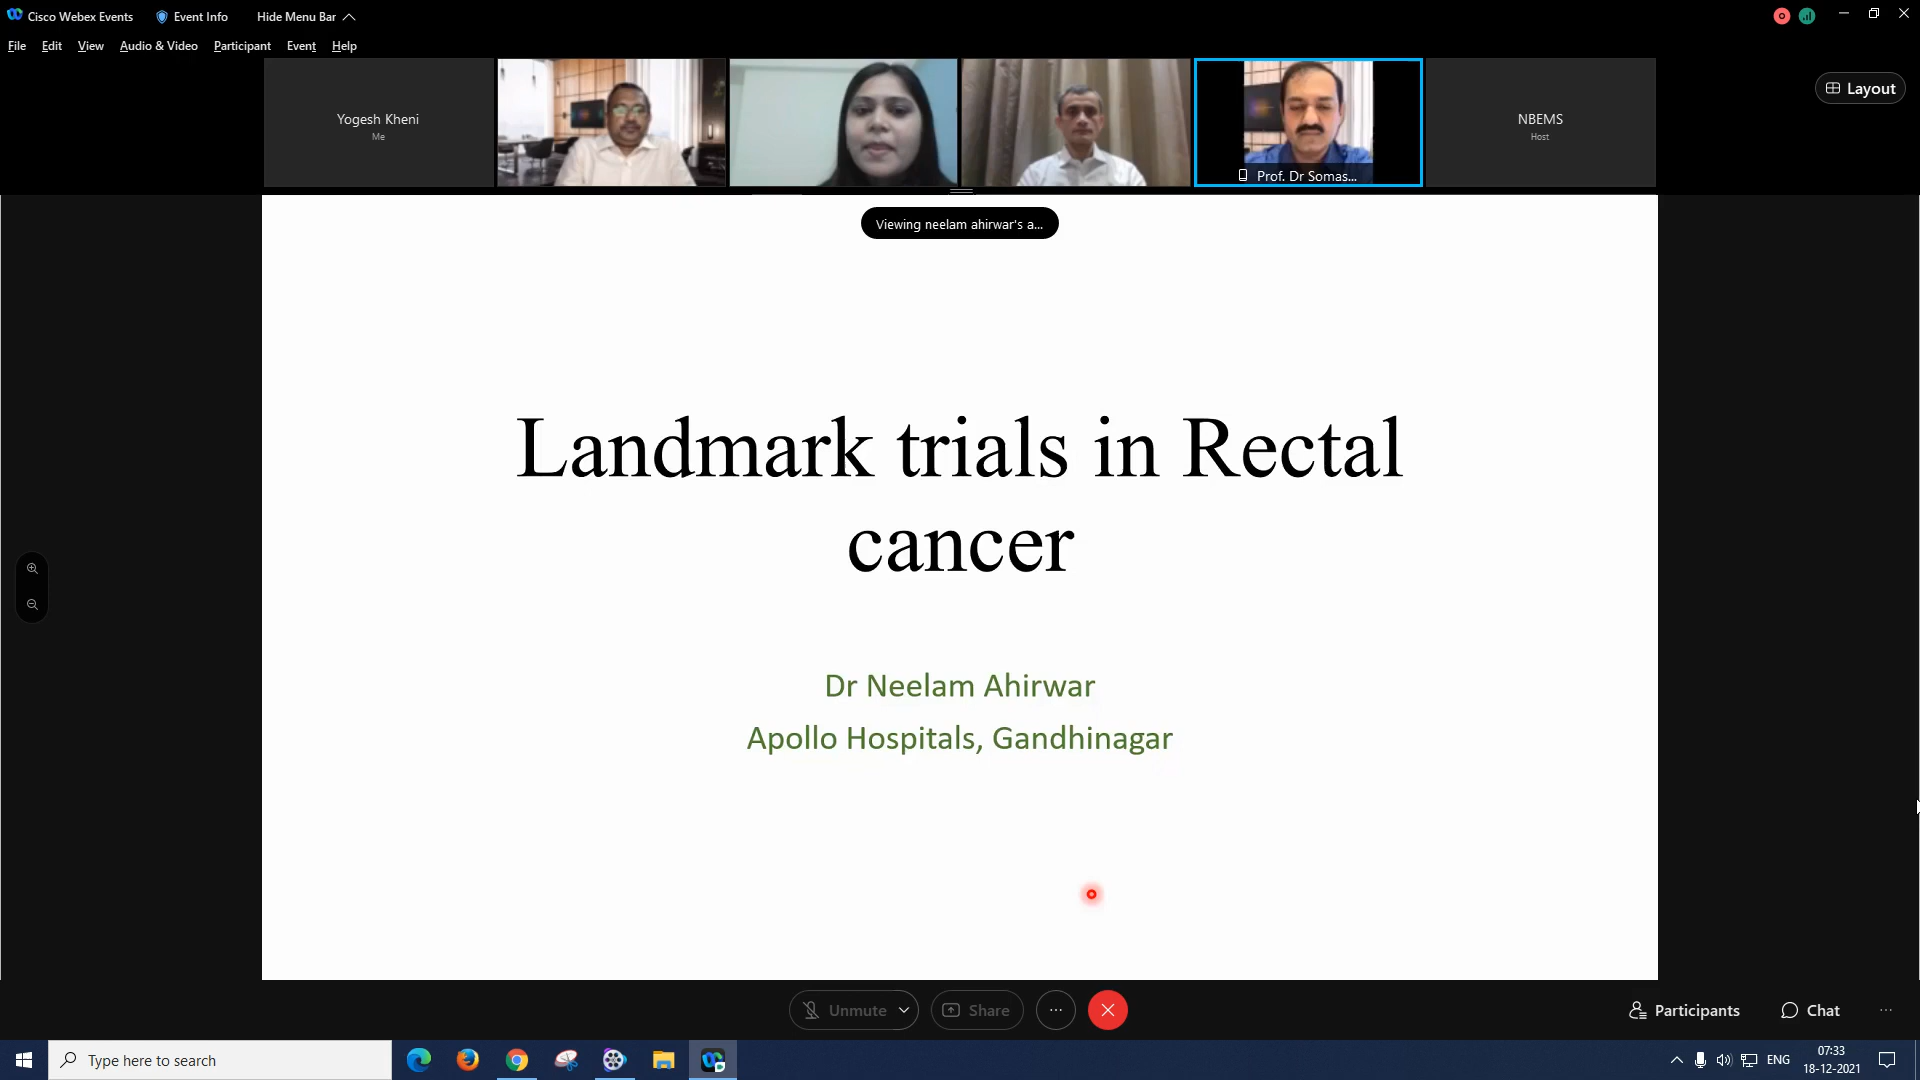 Cisco Webex Events
Event Info
Hide Menu Bar
File Edit View Audio & Video Participant Event Help
Yogesh Kheni
Me
Prof. Dr Somas...
NBEMS
Host
Layout
Viewing neelam ahirwar's a...
Landmark trials in Rectal
cancer
Dr Neelam Ahirwar
Apollo Hospitals, Gandhinagar
Unmute
Share
Participants
Chat
Type here to search
ENG
07:33
18-12-2021